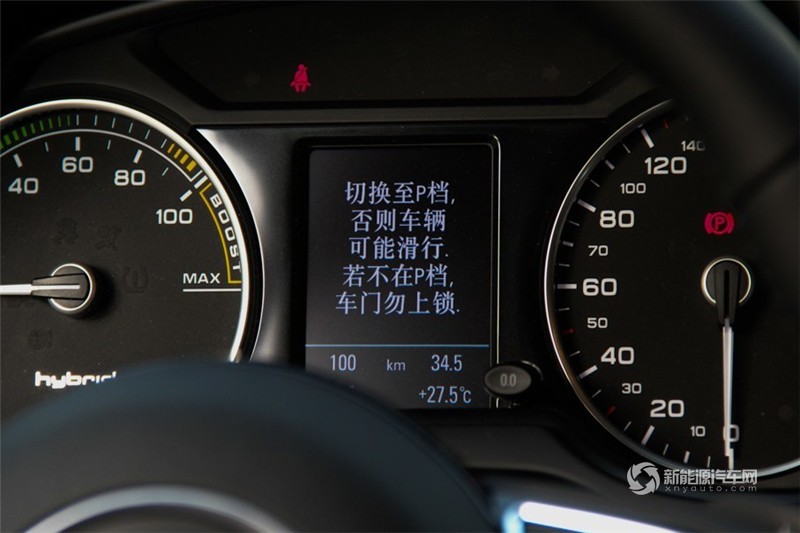 切换至P档,
否则车辆
可能滑行.
若不在P档,
车门勿上锁.
100 km 34.5
+27.5℃
0.0
40 60 80 100
BOOST
MAX
hybrid
140
120
100
80
70
60
50
40
30
20
10
0
P
新能源汽车网
xnyauto.com